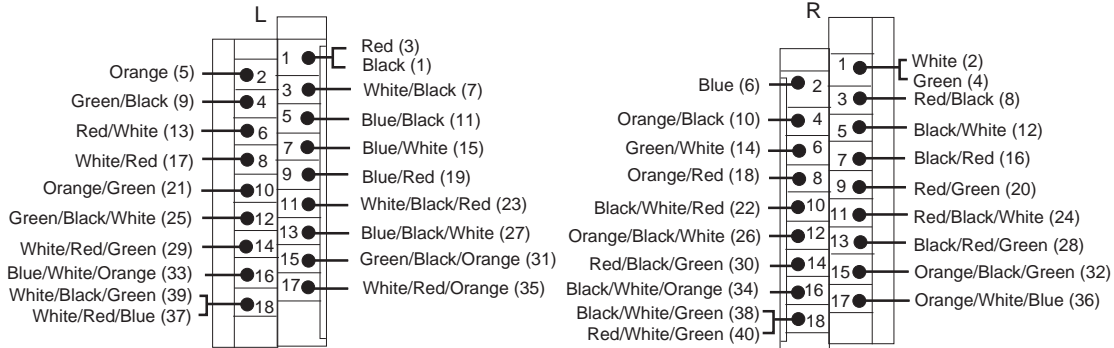 L
1
Red (3)
Black (1)
Orange (5)
2
3
White/Black (7)
Green/Black (9)
4
5
Blue/Black (11)
Red/White (13)
6
7
Blue/White (15)
White/Red (17)
8
9
Blue/Red (19)
Orange/Green (21)
10
11
White/Black/Red (23)
Green/Black/White (25)
12
13
Blue/Black/White (27)
White/Red/Green (29)
14
15
Green/Black/Orange (31)
Blue/White/Orange (33)
16
17
White/Red/Orange (35)
White/Black/Green (39)
White/Red/Blue (37)
18
R
1
White (2)
Green (4)
Blue (6)
2
3
Red/Black (8)
Orange/Black (10)
4
5
Black/White (12)
Green/White (14)
6
7
Black/Red (16)
Orange/Red (18)
8
9
Red/Green (20)
Black/White/Red (22)
10
11
Red/Black/White (24)
Orange/Black/White (26)
12
13
Black/Red/Green (28)
Red/Black/Green (30)
14
15
Orange/Black/Green (32)
Black/White/Orange (34)
16
17
Orange/White/Blue (36)
Black/White/Green (38)
Red/White/Green (40)
18